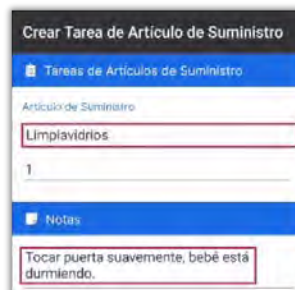 Crear Tarea de Artículo de Suministro
Tareas de Artículos de Suministro
Artículo de Suministro
Limpiavidrios
1
Notas
Tocar puerta suavemente, bebé está
durmiendo.